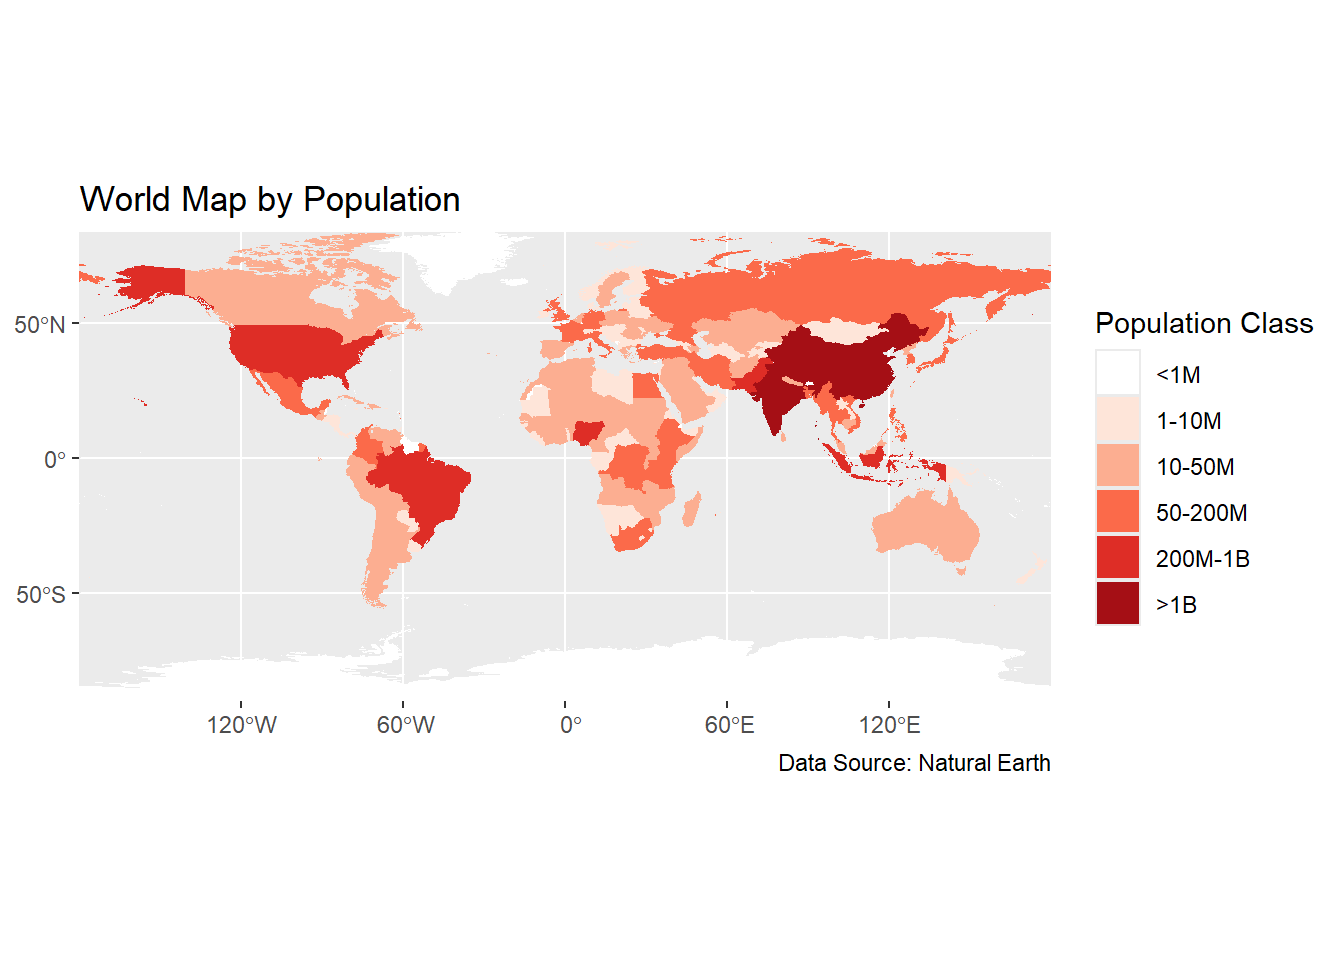 World Map by Population
50°N
0°
50°S
120°W
60°W
0°
60°E
120°E
Data Source: Natural Earth
Population Class
<1M
1-10M
10-50M
50-200M
200M-1B
>1B